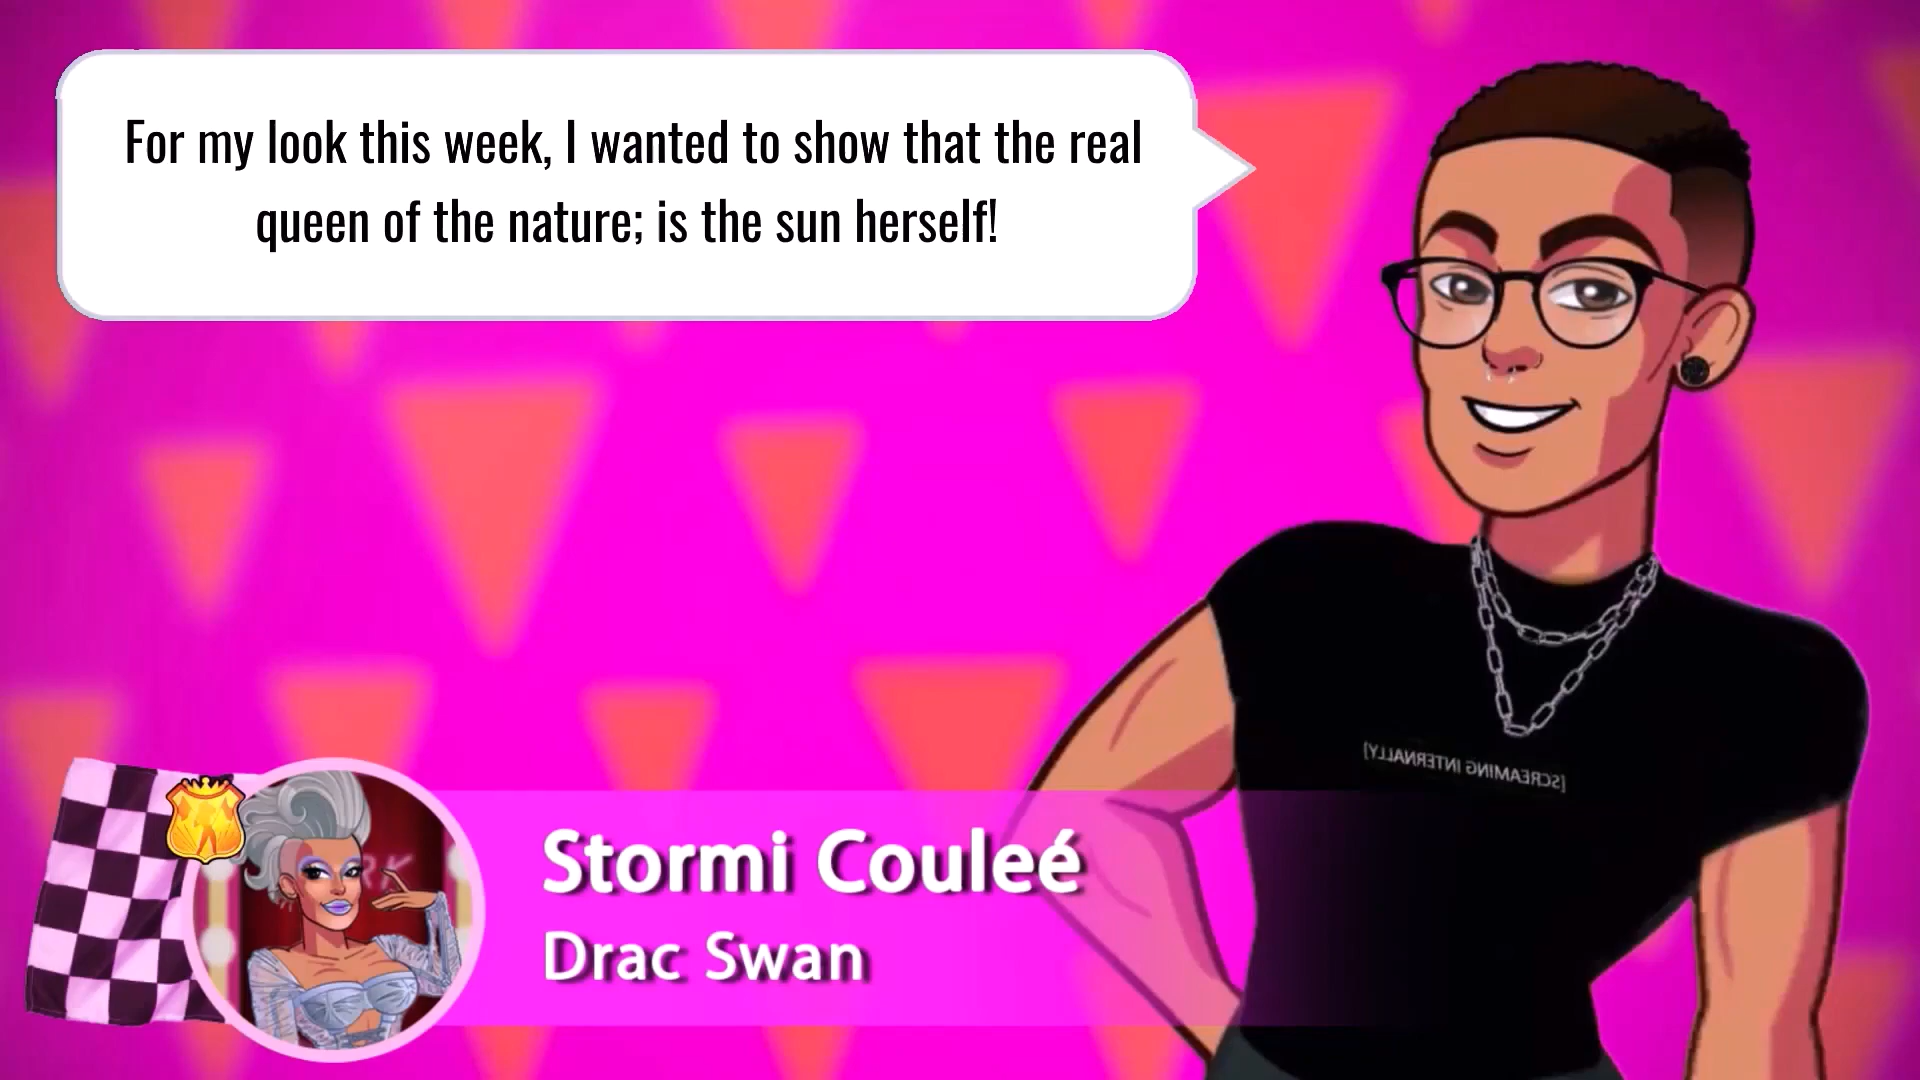 For my look this week, I wanted to show that the real
queen of the nature; is the sun herself!
[SCREAMING INTERNALLY]
Stormi Couleé
Drac Swan